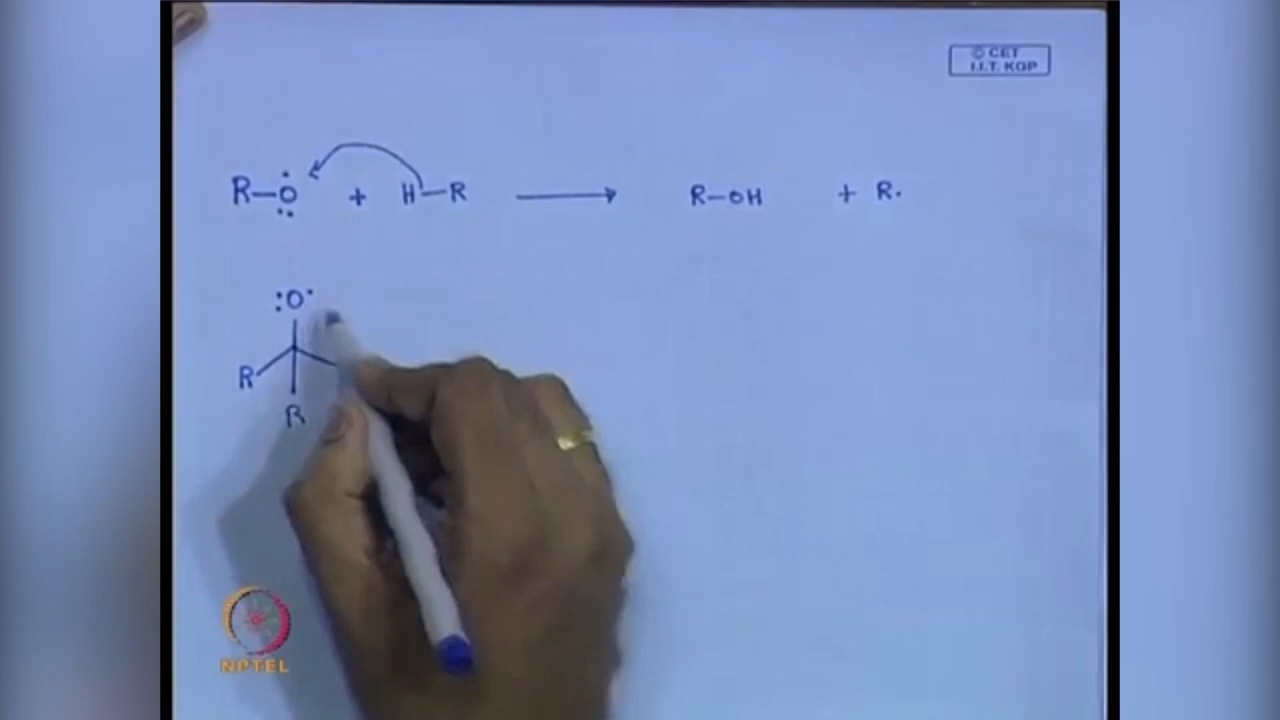 © CET
I.I.T. KGP
R–Ö: + H–R → R–OH + R·
:O·
R
R
NPTEL